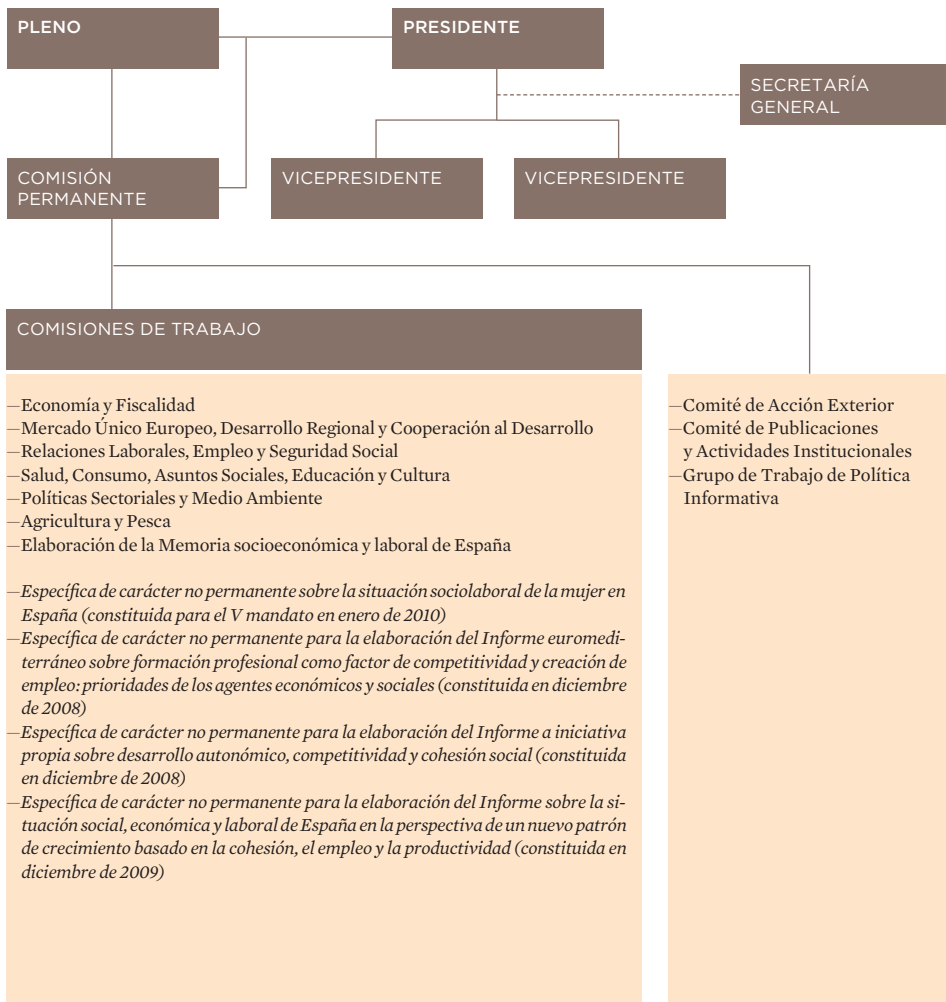 PLENO
PRESIDENTE
SECRETARÍA
GENERAL
COMISIÓN
PERMANENTE
VICEPRESIDENTE
VICEPRESIDENTE
COMISIONES DE TRABAJO
—Economía y Fiscalidad
—Mercado Único Europeo, Desarrollo Regional y Cooperación al Desarrollo
—Relaciones Laborales, Empleo y Seguridad Social
—Salud, Consumo, Asuntos Sociales, Educación y Cultura
—Políticas Sectoriales y Medio Ambiente
—Agricultura y Pesca
—Elaboración de la Memoria socioeconómica y laboral de España
—Específica de carácter no permanente sobre la situación sociolaboral de la mujer en
España (constituida para el V mandato en enero de 2010)
—Específica de carácter no permanente para la elaboración del Informe euromedi-
terráneo sobre formación profesional como factor de competitividad y creación de
empleo: prioridades de los agentes económicos y sociales (constituida en diciembre
de 2008)
—Específica de carácter no permanente para la elaboración del Informe a iniciativa
propia sobre desarrollo autonómico, competitividad y cohesión social (constituida
en diciembre de 2008)
—Específica de carácter no permanente para la elaboración del Informe sobre la si-
tuación social, económica y laboral de España en la perspectiva de un nuevo patrón
de crecimiento basado en la cohesión, el empleo y la productividad (constituida en
diciembre de 2009)
—Comité de Acción Exterior
—Comité de Publicaciones
y Actividades Institucionales
—Grupo de Trabajo de Política
Informativa